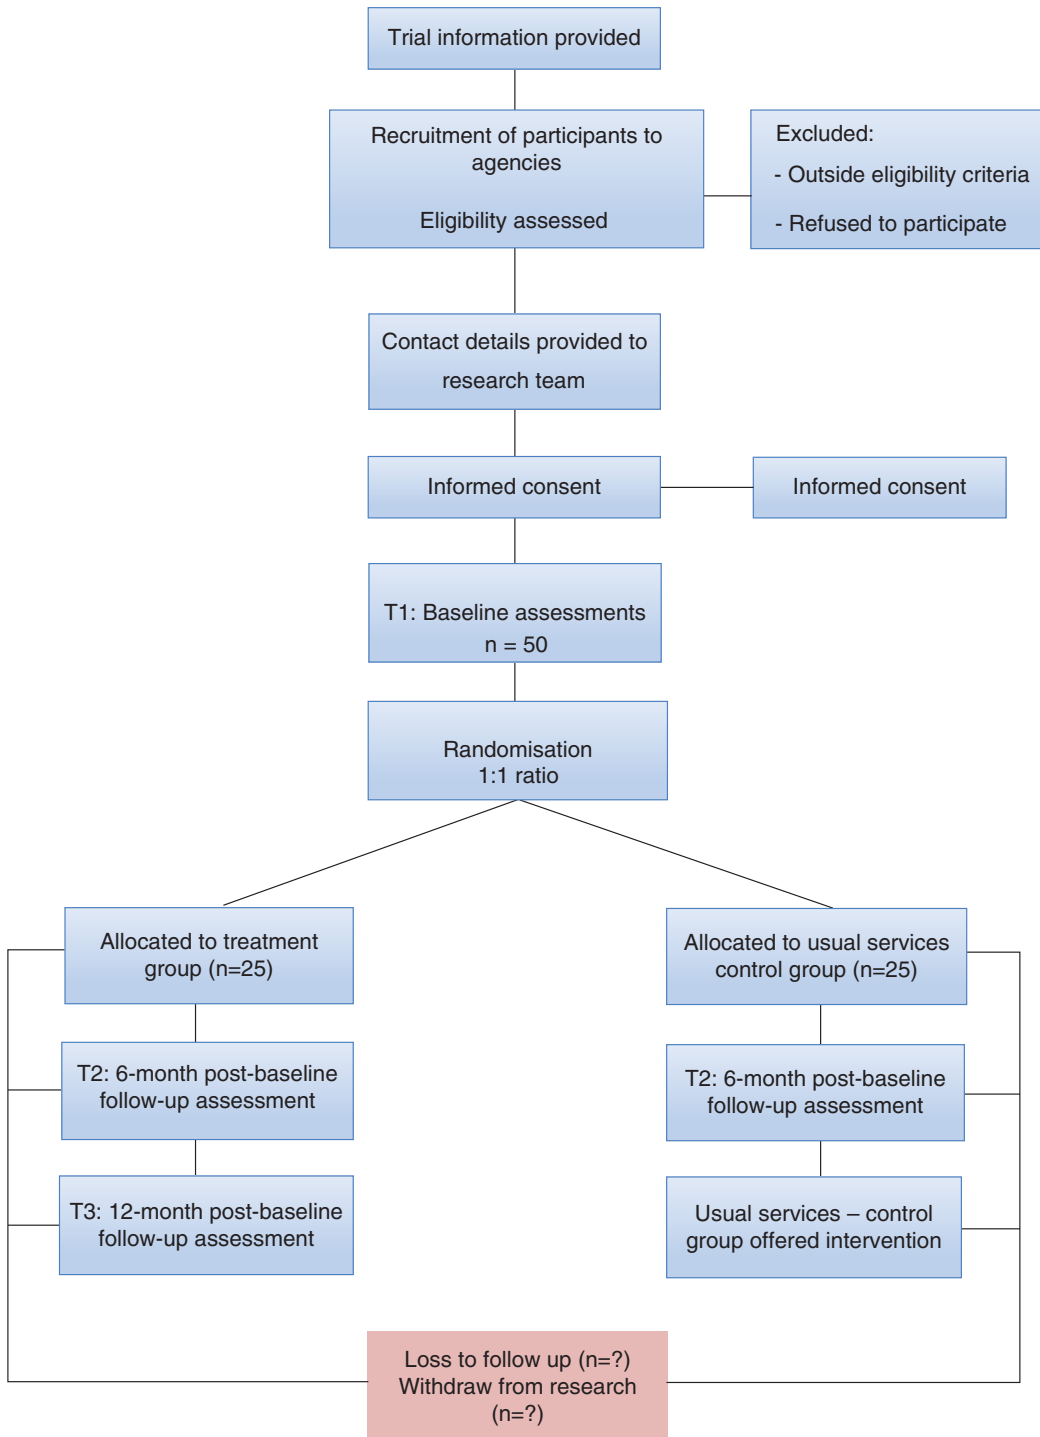 Trial information provided
Recruitment of participants to
agencies
Eligibility assessed
Excluded:
- Outside eligibility criteria
- Refused to participate
Contact details provided to
research team
Informed consent
Informed consent
T1: Baseline assessments
n = 50
Randomisation
1:1 ratio
Allocated to treatment
group (n=25)
T2: 6-month post-baseline
follow-up assessment
T3: 12-month post-baseline
follow-up assessment
Allocated to usual services
control group (n=25)
T2: 6-month post-baseline
follow-up assessment
Usual services – control
group offered intervention
Loss to follow up (n=?)
Withdraw from research
(n=?)